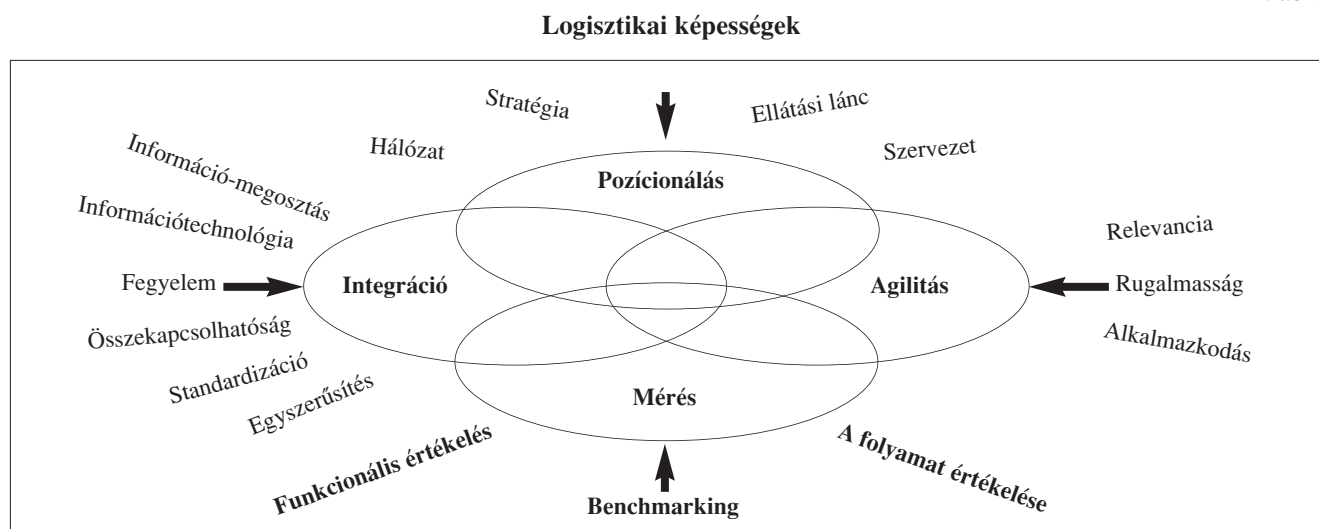 Logisztikai képességek
Stratégia
Ellátási lánc
Hálózat
Szervezet
Információ-megosztás
Pozícionálás
Információtechnológia
Relevancia
Fegyelem
Integráció
Agilitás
Rugalmasság
Összekapcsolhatóság
Alkalmazkodás
Standardizáció
Egyszerűsítés
Mérés
Funkcionális értékelés
A folyamat értékelése
Benchmarking